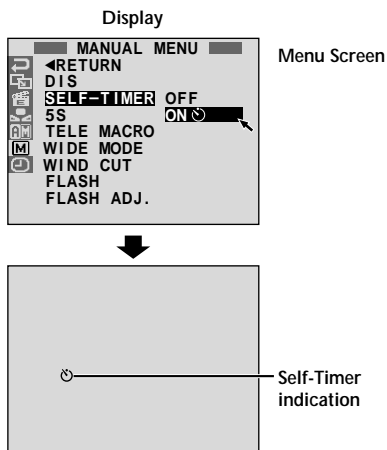 Display
MANUAL MENU
Menu Screen
◀RETURN
DIS
SELF-TIMER OFF
5S ON
TELE MACRO
WIDE MODE
WIND CUT
FLASH
FLASH ADJ.
AM
M
Self-Timer
indication